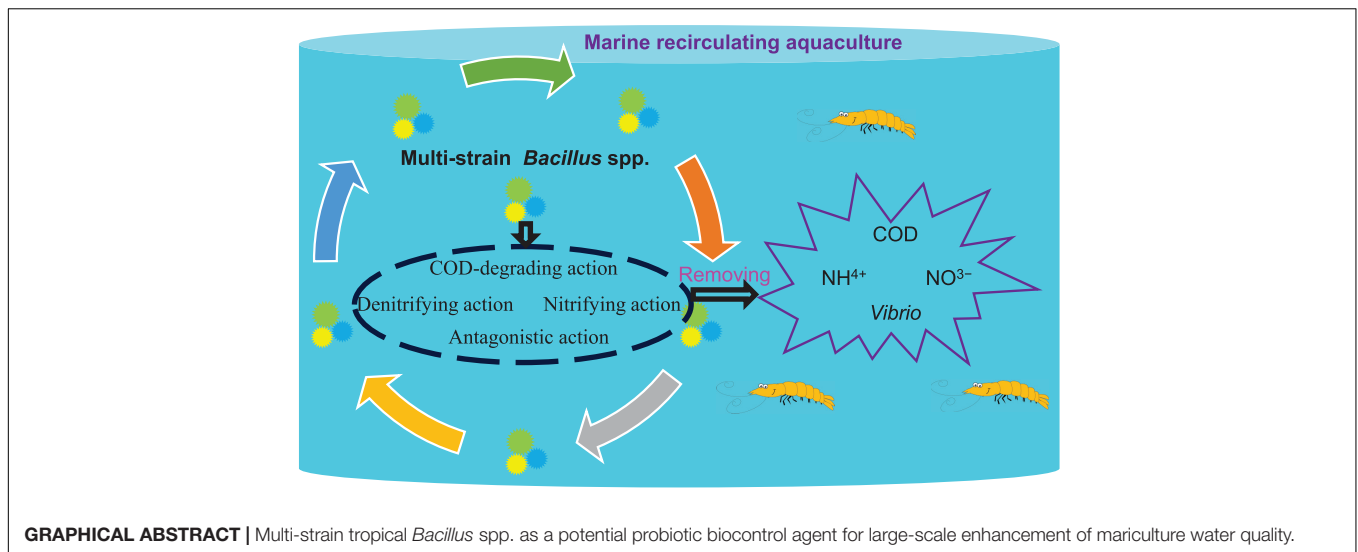 Marine recirculating aquaculture
Multi-strain Bacillus spp.
COD-degrading action
Denitrifying action Nitrifying action
Antagonistic action
Removing
COD
NH⁴⁺ NO³⁻
Vibrio
GRAPHICAL ABSTRACT | Multi-strain tropical Bacillus spp. as a potential probiotic biocontrol agent for large-scale enhancement of mariculture water quality.